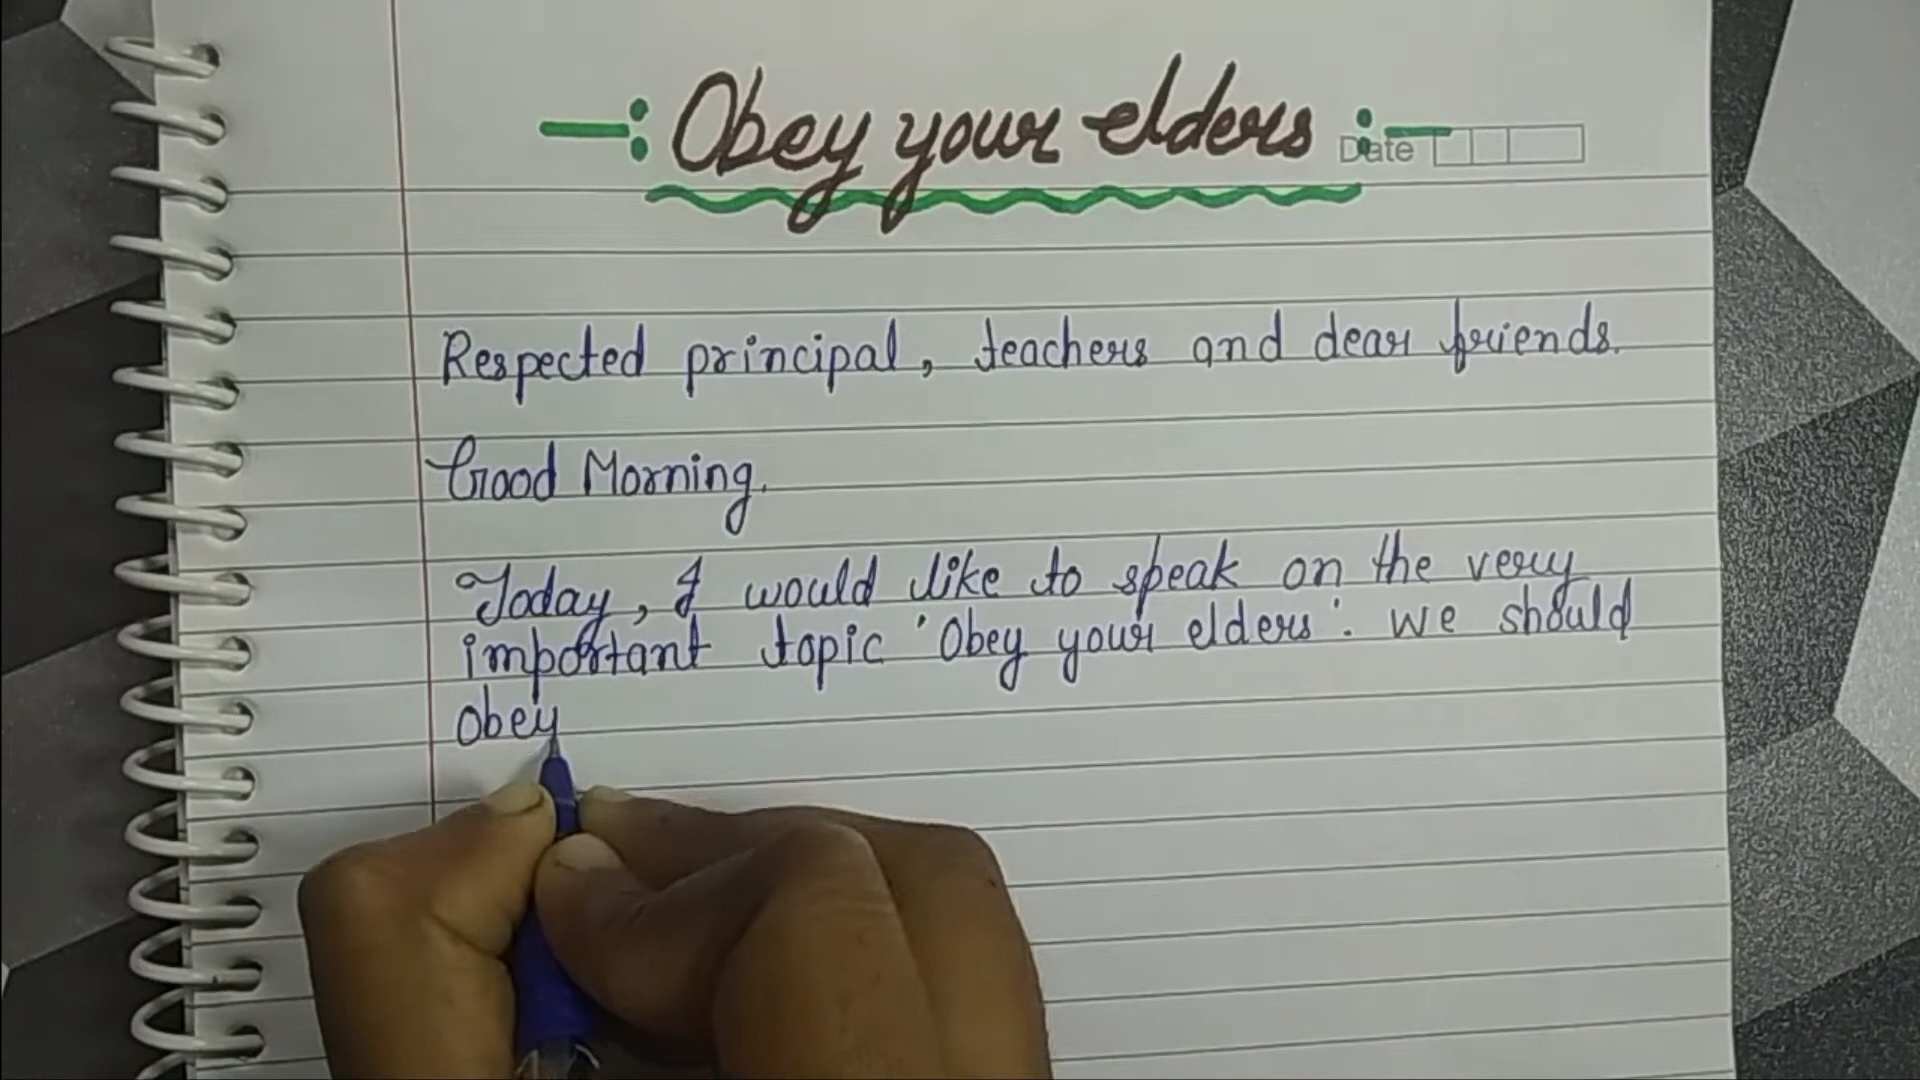 —: Obey your elders :—
Date
Respected principal, teachers and dear friends.
Good Morning.
Today, I would like to speak on the very
important topic 'Obey your elders'. we should
obey